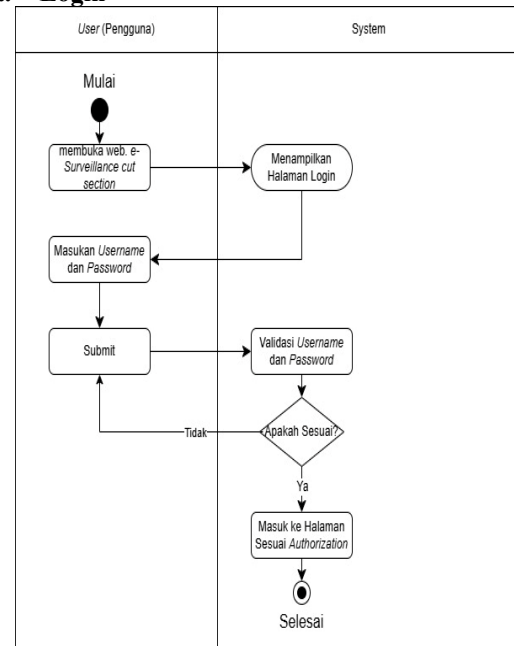 User (Pengguna)
System
Mulai
membuka web. e-
Surveillance cut
section
Menampilkan
Halaman Login
Masukan Username
dan Password
Submit
Validasi Username
dan Password
Apakah Sesuai?
Tidak
Ya
Masuk ke Halaman
Sesuai Authorization
Selesai